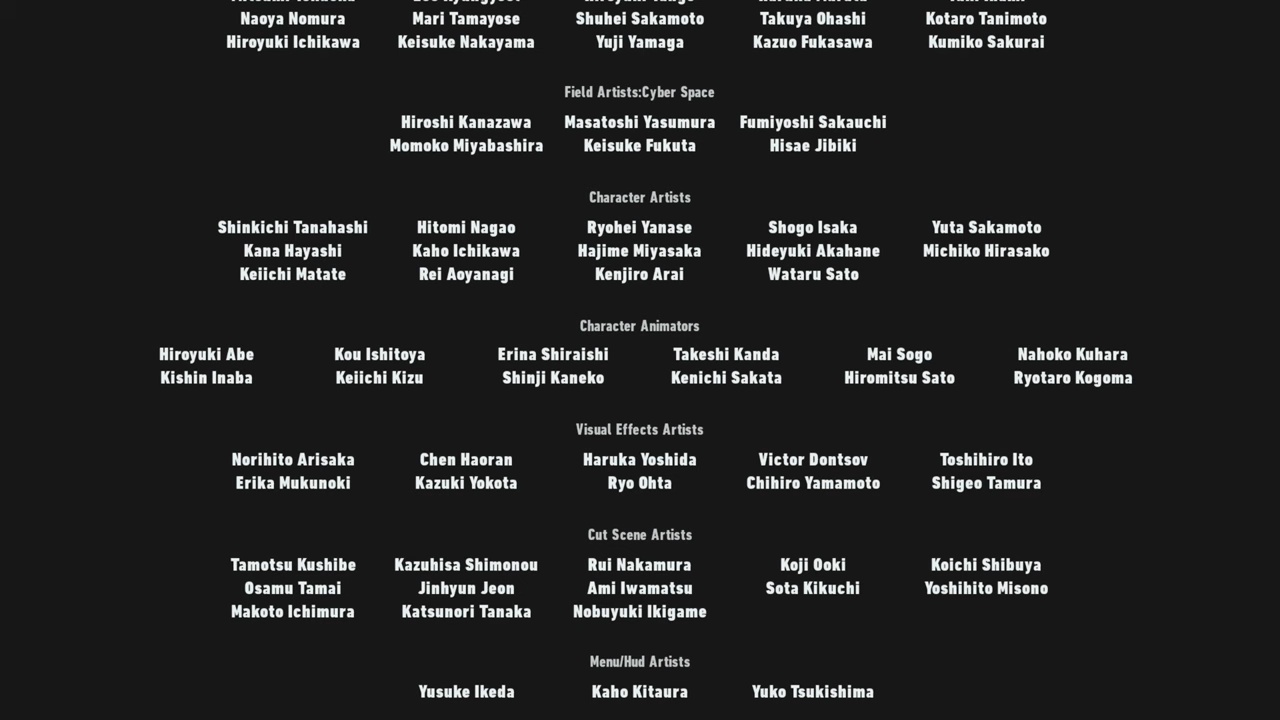 Naoya Nomura Mari Tamayose Shuhei Sakamoto Takuya Ohashi Kotaro Tanimoto
Hiroyuki Ichikawa Keisuke Nakayama Yuji Yamaga Kazuo Fukasawa Kumiko Sakurai
Field Artists:Cyber Space
Hiroshi Kanazawa Masatoshi Yasumura Fumiyoshi Sakauchi
Momoko Miyabashira Keisuke Fukuta Hisae Jibiki
Character Artists
Shinkichi Tanahashi Hitomi Nagao Ryohei Yanase Shogo Isaka Yuta Sakamoto
Kana Hayashi Kaho Ichikawa Hajime Miyasaka Hideyuki Akahane Michiko Hirasako
Keiichi Matate Rei Aoyanagi Kenjiro Arai Wataru Sato
Character Animators
Hiroyuki Abe Kou Ishitoya Erina Shiraishi Takeshi Kanda Mai Sogo Nahoko Kuhara
Kishin Inaba Keiichi Kizu Shinji Kaneko Kenichi Sakata Hiromitsu Sato Ryotaro Kogoma
Visual Effects Artists
Norihito Arisaka Chen Haoran Haruka Yoshida Victor Dontsov Toshihiro Ito
Erika Mukunoki Kazuki Yokota Ryo Ohta Chihiro Yamamoto Shigeo Tamura
Cut Scene Artists
Tamotsu Kushibe Kazuhisa Shimonou Rui Nakamura Koji Ooki Koichi Shibuya
Osamu Tamai Jinhyun Jeon Ami Iwamatsu Sota Kikuchi Yoshihito Misono
Makoto Ichimura Katsunori Tanaka Nobuyuki Ikigame
Menu/Hud Artists
Yusuke Ikeda Kaho Kitaura Yuko Tsukishima